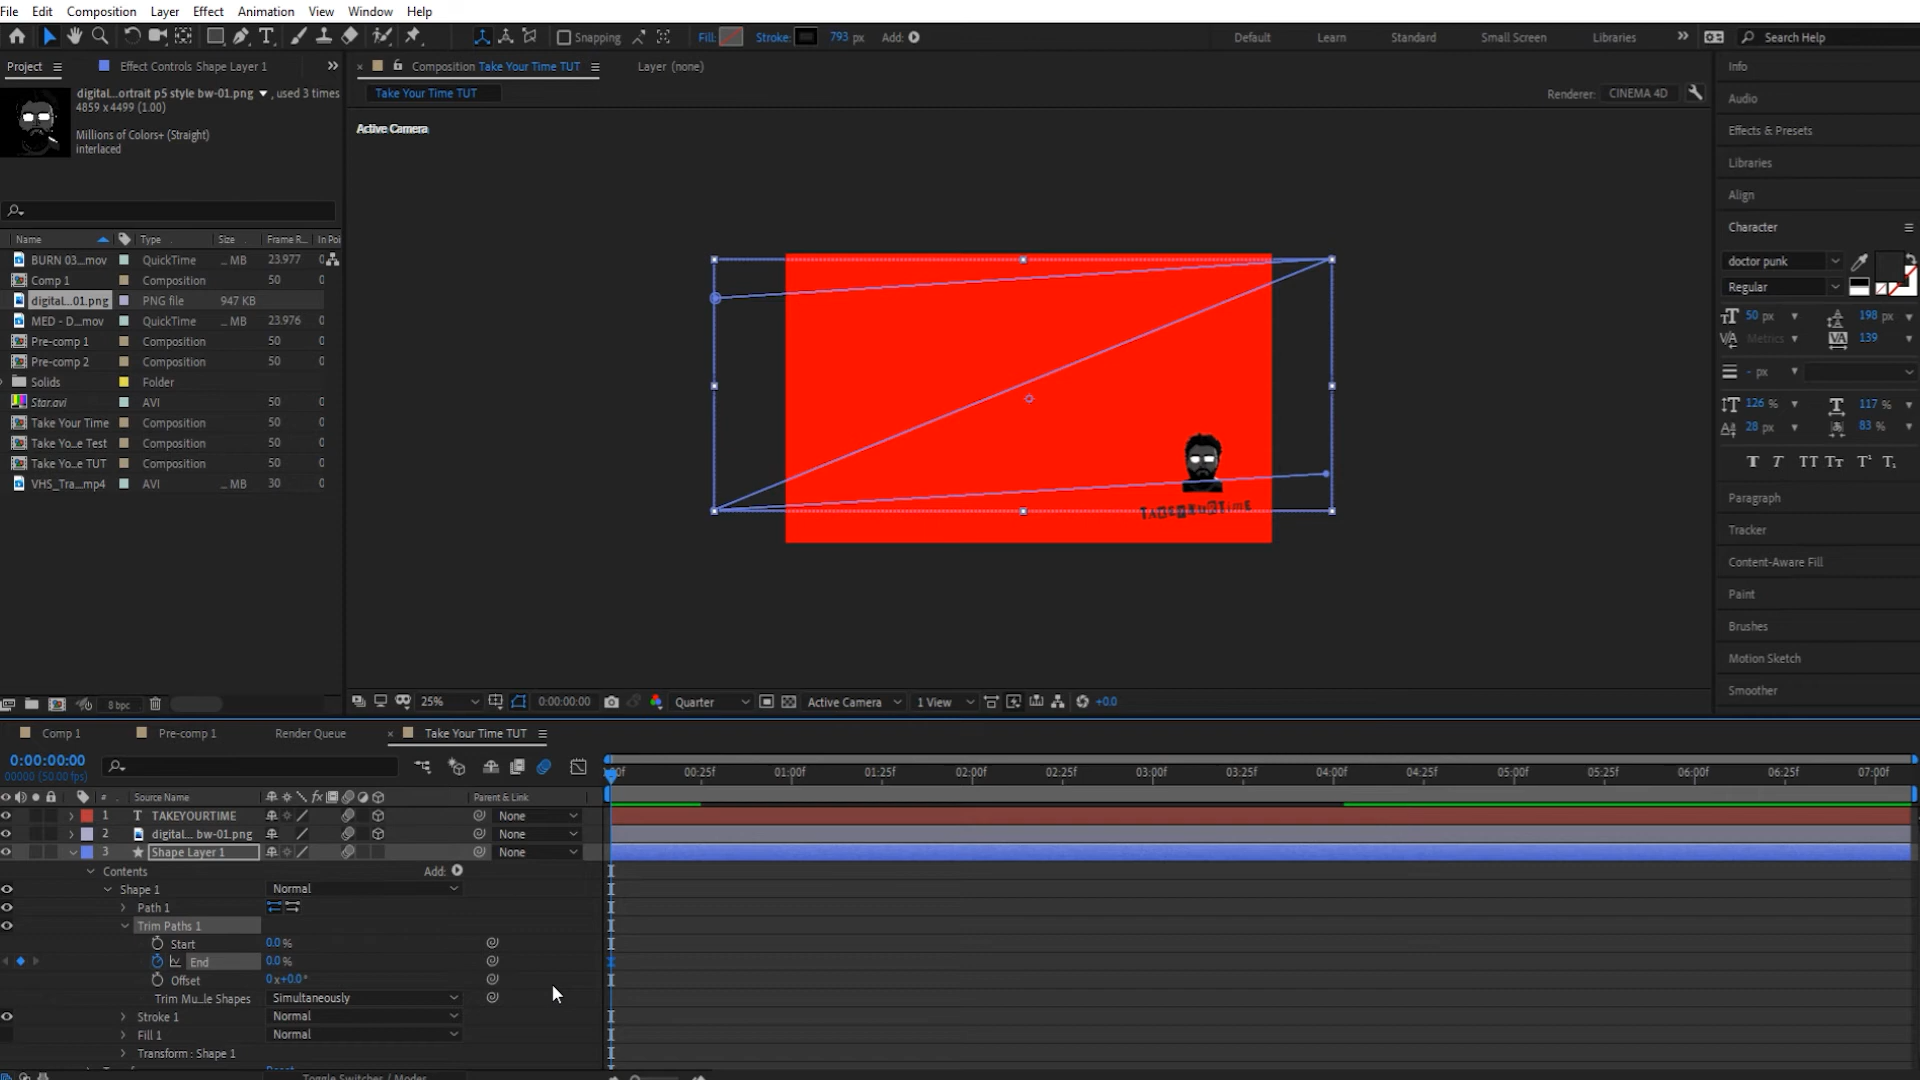 File Edit Composition Layer Effect Animation View Window Help
Snapping Fill: Stroke: 793 px Add: Default Learn Standard Small Screen Libraries Search Help
Project Effect Controls Shape Layer 1 Composition Take Your Time TUT Layer (none) Info
digital...ortrait p5 style bw-01.png , used 3 times
4859 x 4499 (1.00)
Millions of Colors+ (Straight)
interlaced
Take Your Time TUT Renderer: CINEMA 4D
Active Camera
Audio
Effects & Presets
Libraries
Align
Character
doctor punk
Regular
50 px 198 px
Metrics 139
- px
126 % 117 %
28 px 83 %
T T TT Tт T¹ T₁
Paragraph
Tracker
Content-Aware Fill
Paint
Brushes
Motion Sketch
Smoother
Name Type Size Frame R... In Poi
BURN 03...mov QuickTime ... MB 23.977 0
Comp 1 Composition 50 0
digital...01.png PNG file 947 KB
MED - D...mov QuickTime ... MB 23.976 0
Pre-comp 1 Composition 50 0
Pre-comp 2 Composition 50 0
Solids Folder
Star.avi AVI 50 0
Take Your Time Composition 50 0
Take Yo...e Test Composition 50 0
Take Yo...e TUT Composition 50 0
VHS_Tra...mp4 AVI ... MB 30 0
TAKEYOURTIME
8 bpc 25% 0:00:00:00 Quarter Active Camera 1 View +0.0
Comp 1 Pre-comp 1 Render Queue Take Your Time TUT
0:00:00:00
00000 (50.00 fps)
:00f 00:25f 01:00f 01:25f 02:00f 02:25f 03:00f 03:25f 04:00f 04:25f 05:00f 05:25f 06:00f 06:25f 07:00f
# Source Name fx Parent & Link
1 T TAKEYOURTIME None
2 digital... bw-01.png None
3 Shape Layer 1 None
Contents Add:
Shape 1 Normal
Path 1
Trim Paths 1
Start 0.0 %
End 0.0 %
Offset 0x+0.0°
Trim Mu...le Shapes Simultaneously
Stroke 1 Normal
Fill 1 Normal
Transform : Shape 1
Toggle Switches / Modes